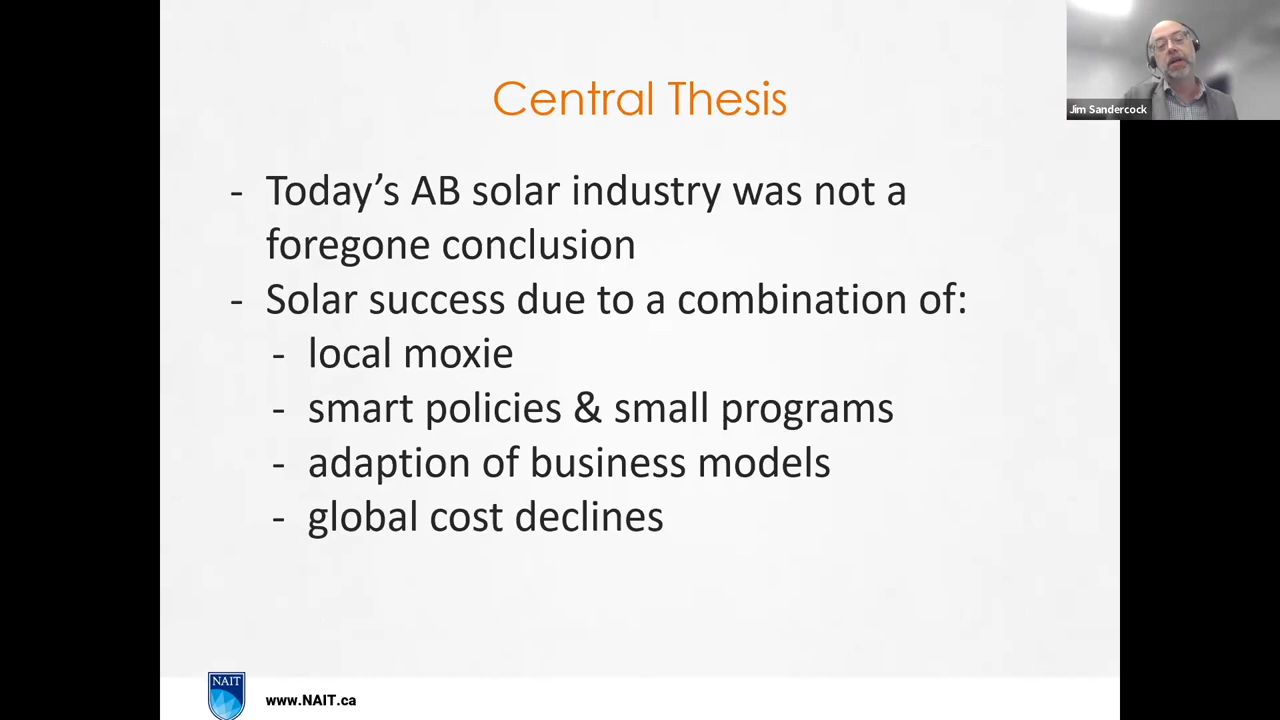 Central Thesis
Jim Sandercock
- Today’s AB solar industry was not a
foregone conclusion
- Solar success due to a combination of:
- local moxie
- smart policies & small programs
- adaption of business models
- global cost declines
NAIT
www.NAIT.ca